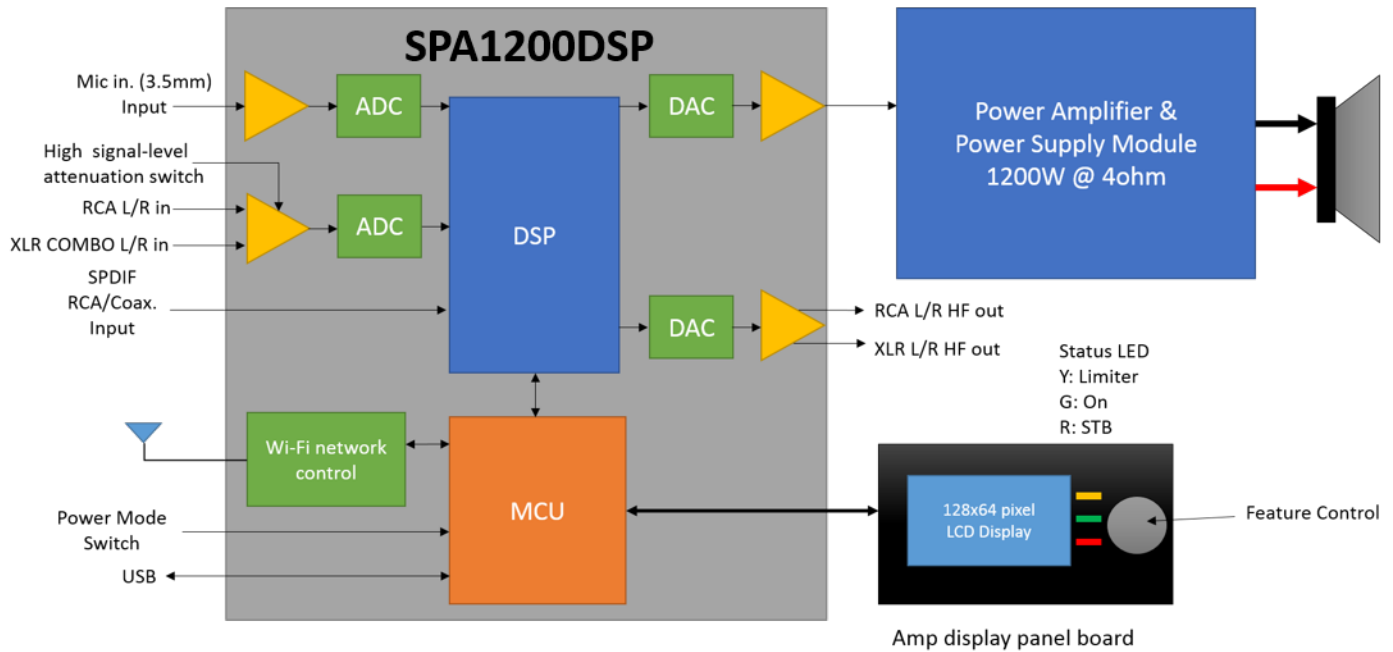 SPA1200DSP
Mic in. (3.5mm)
Input
ADC
DAC
Power Amplifier &
Power Supply Module
1200W @ 4ohm
High signal-level
attenuation switch
RCA L/R in
XLR COMBO L/R in
ADC
DSP
SPDIF
RCA/Coax.
Input
DAC
RCA L/R HF out
XLR L/R HF out
Status LED
Y: Limiter
G: On
R: STB
Wi-Fi network
control
MCU
Power Mode
Switch
USB
128x64 pixel
LCD Display
Feature Control
Amp display panel board